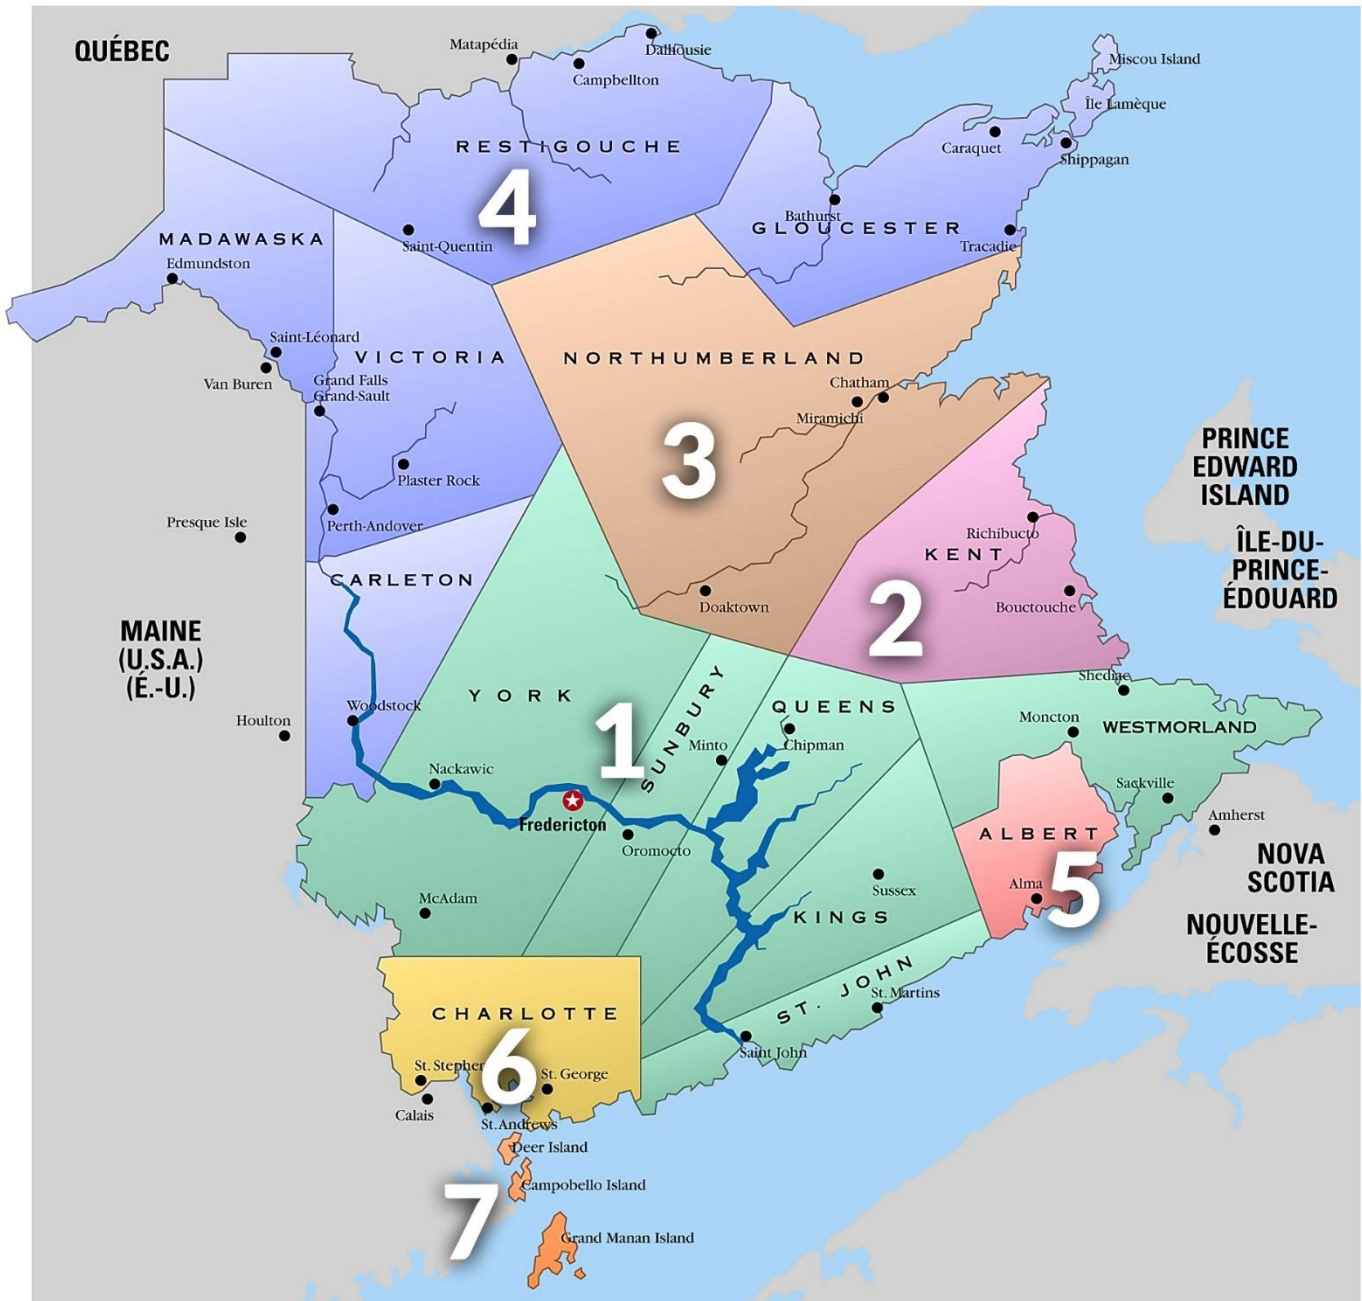 QUÉBEC
Matapédia
Dalhousie
Campbellton
Miscou Island
Île Lamèque
RESTIGOUCHE
Caraquet
Shippagan
4
Bathurst
GLOUCESTER
Tracadie
MADAWASKA
Saint-Quentin
Edmundston
Saint-Léonard
Van Buren
VICTORIA
NORTHUMBERLAND
Grand Falls
Grand-Sault
Chatham
Miramichi
3
PRINCE
EDWARD
ISLAND
Plaster Rock
Presque Isle
Perth-Andover
Richibucto
KENT
ÎLE-DU-
PRINCE-
ÉDOUARD
CARLETON
Doaktown
2
Bouctouche
MAINE
(U.S.A.)
(É.-U.)
YORK
SUNBURY
QUEENS
Shediac
Houlton
Woodstock
1
Minto
Chipman
Moncton
WESTMORLAND
Nackawic
Sackville
Fredericton
Oromocto
ALBERT
Amherst
Alma
5
NOVA
SCOTIA
McAdam
Sussex
KINGS
NOUVELLE-
ÉCOSSE
ST. JOHN
St. Martins
CHARLOTTE
Saint John
6
St. Stephen
St. George
Calais
St. Andrews
Deer Island
7
Campobello Island
Grand Manan Island